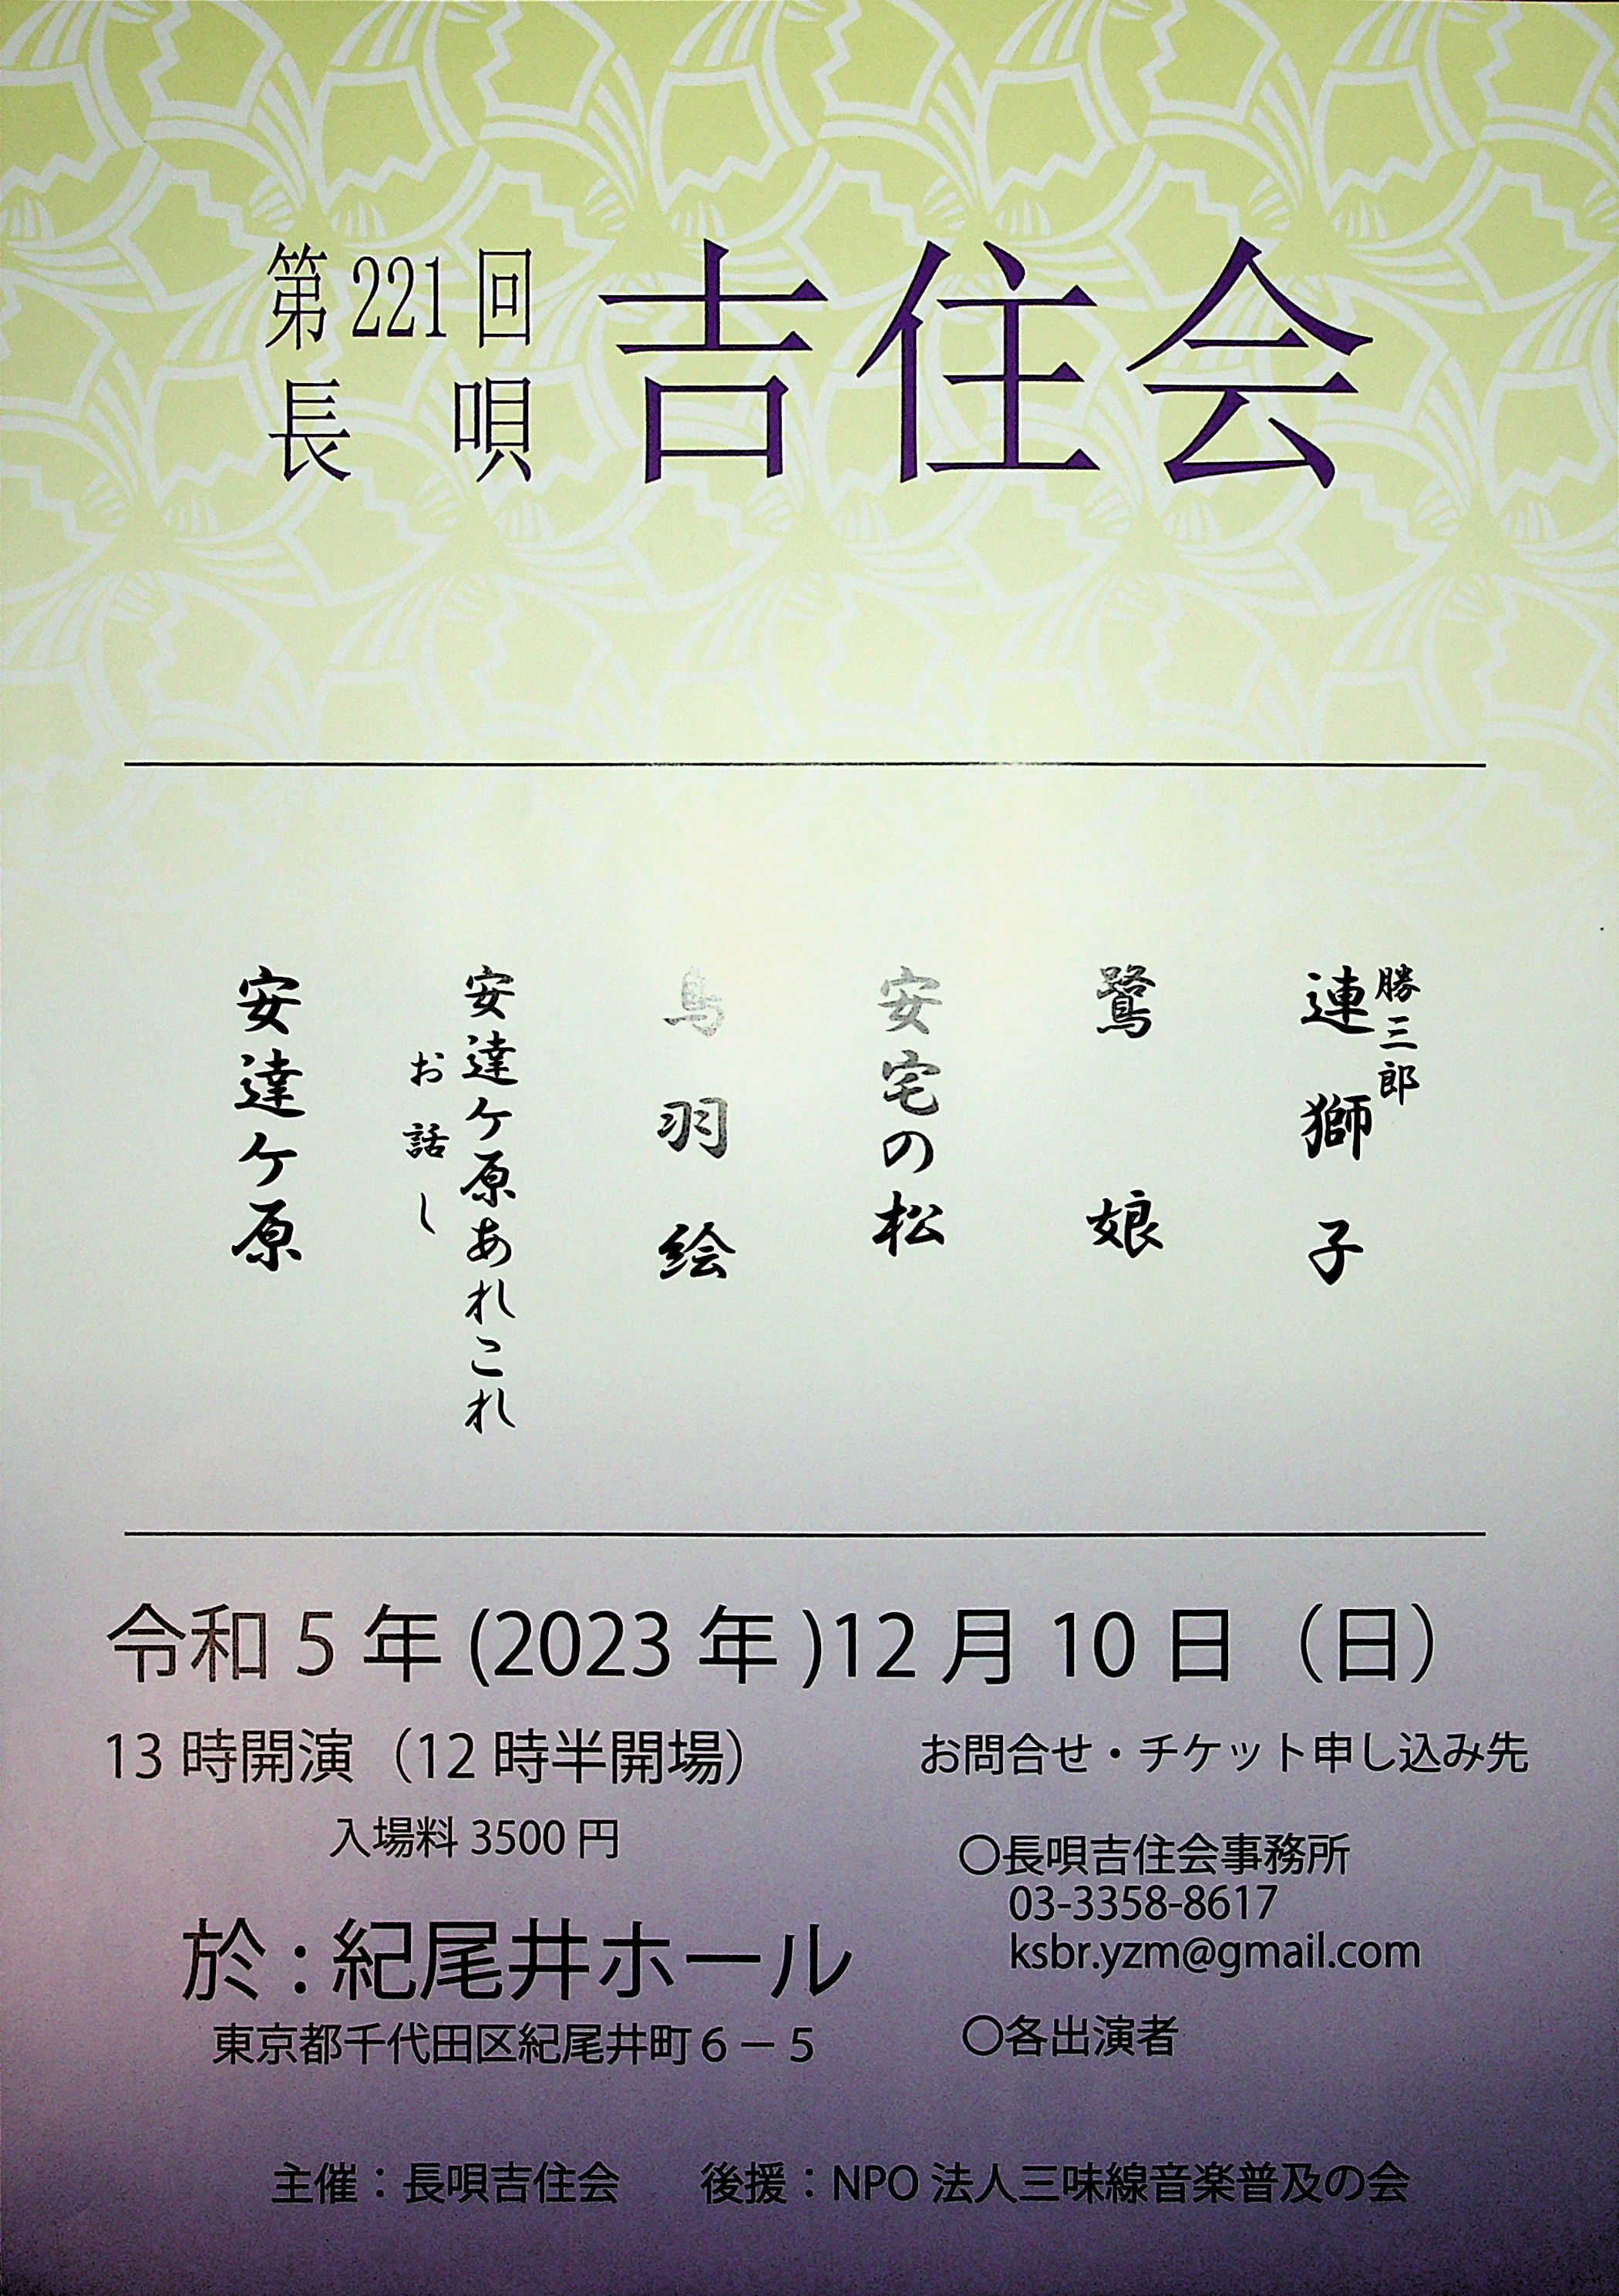 第221回
長唄
吉住会
勝三郎
連獅子
鷺娘
安宅の松
鳥羽絵
安達ケ原あれこれ
お話し
安達ケ原
令和5年(2023年)12月10日（日）
13時開演（12時半開場）
入場料3500円
於:紀尾井ホール
東京都千代田区紀尾井町６－５
お問合せ・チケット申し込み先
〇長唄吉住会事務所
03-3358-8617
ksbr.yzm@gmail.com
〇各出演者
主催：長唄吉住会　後援：NPO法人三味線音楽普及の会